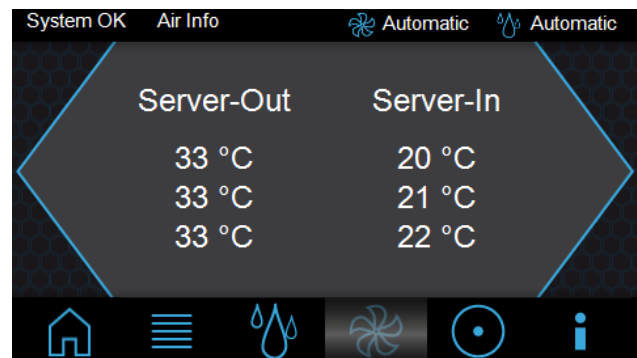 System OK Air Info Automatic Automatic
Server-Out Server-In
33 °C 20 °C
33 °C 21 °C
33 °C 22 °C